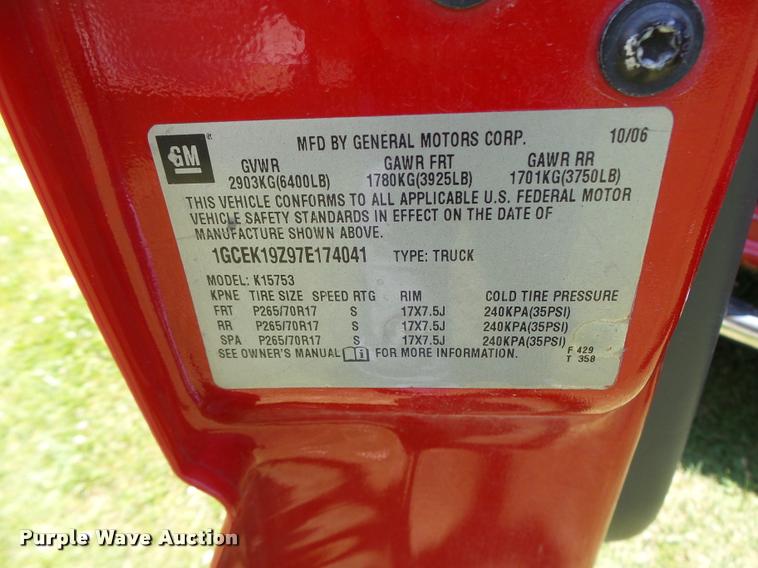 GM
MFD BY GENERAL MOTORS CORP. 10/06
GVWR GAWR FRT GAWR RR
2903KG(6400LB) 1780KG(3925LB) 1701KG(3750LB)
THIS VEHICLE CONFORMS TO ALL APPLICABLE U.S. FEDERAL MOTOR
VEHICLE SAFETY STANDARDS IN EFFECT ON THE DATE OF
MANUFACTURE SHOWN ABOVE.
1GCEK19Z97E174041 TYPE: TRUCK
MODEL: K15753
KPNE TIRE SIZE SPEED RTG RIM COLD TIRE PRESSURE
FRT P265/70R17 S 17X7.5J 240KPA(35PSI)
RR P265/70R17 S 17X7.5J 240KPA(35PSI)
SPA P265/70R17 S 17X7.5J 240KPA(35PSI)
SEE OWNER'S MANUAL FOR MORE INFORMATION.
F 429
T 358
Purple Wave Auction